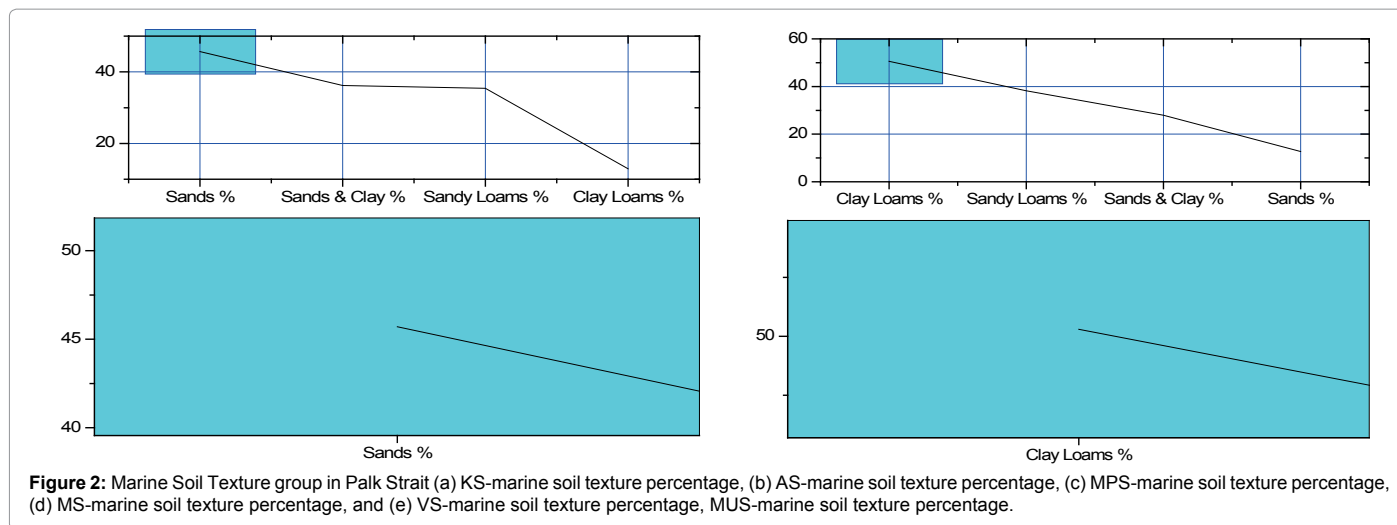 40
20
Sands %
Sands & Clay %
Sandy Loams %
Clay Loams %
60
40
20
0
Clay Loams %
Sandy Loams %
Sands & Clay %
Sands %
50
45
40
Sands %
50
Clay Loams %
Figure 2: Marine Soil Texture group in Palk Strait (a) KS-marine soil texture percentage, (b) AS-marine soil texture percentage, (c) MPS-marine soil texture percentage,
(d) MS-marine soil texture percentage, and (e) VS-marine soil texture percentage, MUS-marine soil texture percentage.